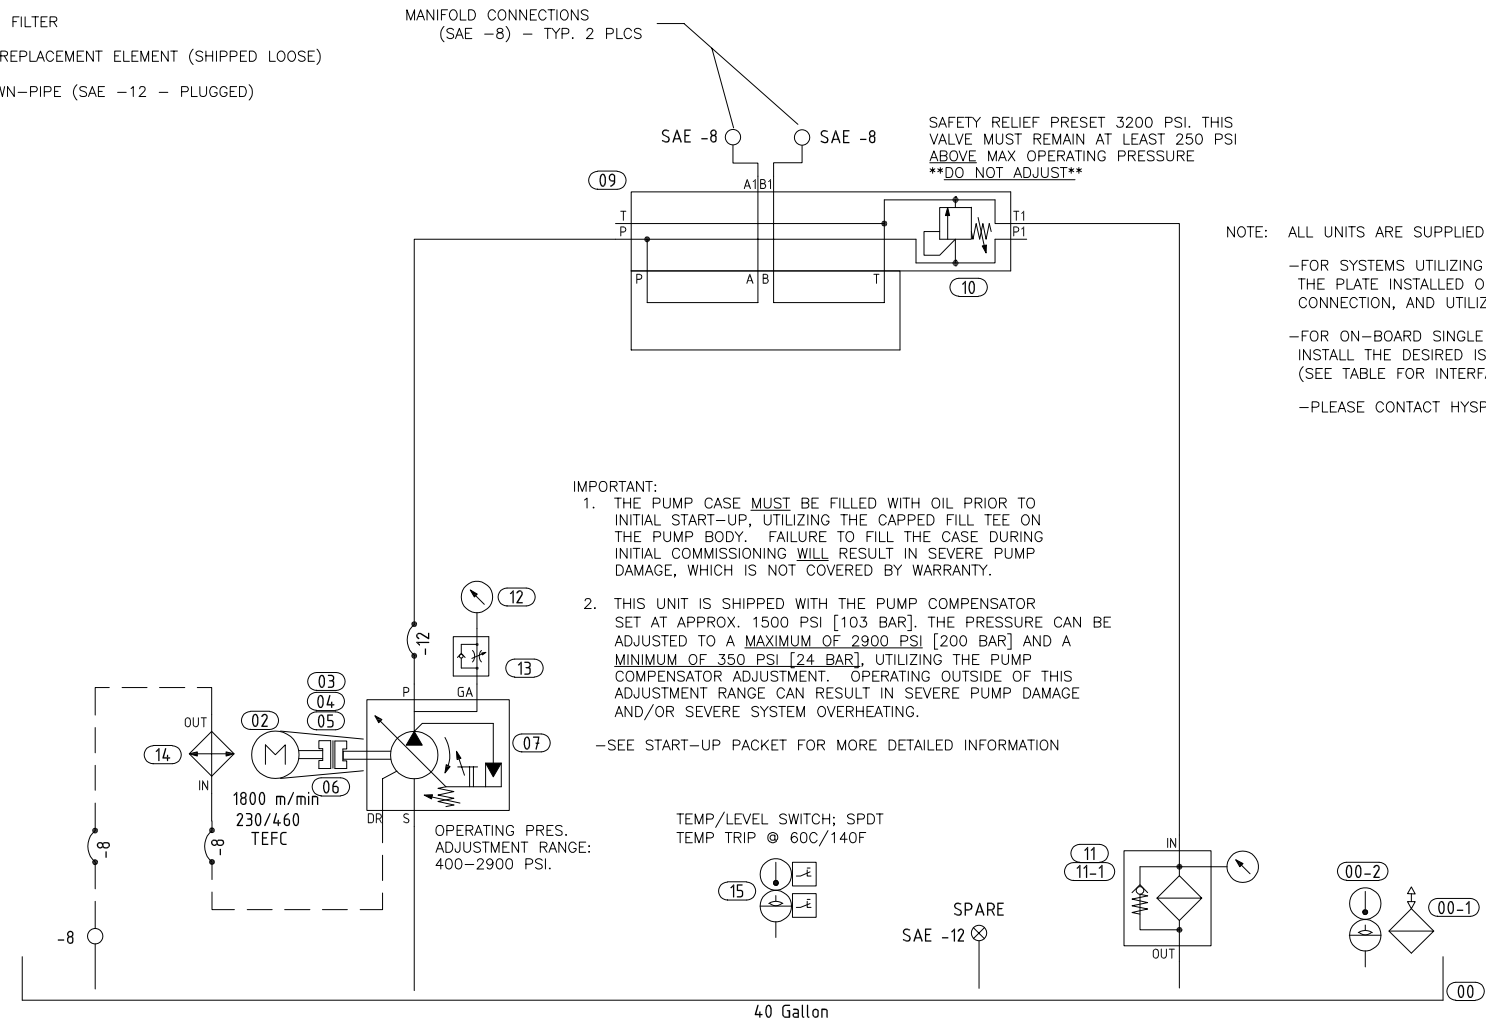 FILTER
REPLACEMENT ELEMENT (SHIPPED LOOSE)
WN-PIPE (SAE -12 - PLUGGED)
MANIFOLD CONNECTIONS
(SAE -8) - TYP. 2 PLCS
SAE -8
SAE -8
SAFETY RELIEF PRESET 3200 PSI. THIS
VALVE MUST REMAIN AT LEAST 250 PSI
ABOVE MAX OPERATING PRESSURE
**DO NOT ADJUST**
09
A1 B1
T
P
T1
P1
P
A
B
T
10
NOTE: ALL UNITS ARE SUPPLIED
-FOR SYSTEMS UTILIZING
THE PLATE INSTALLED O
CONNECTION, AND UTILIZ
-FOR ON-BOARD SINGLE
INSTALL THE DESIRED IS
(SEE TABLE FOR INTERFA
-PLEASE CONTACT HYSP
IMPORTANT:
1. THE PUMP CASE MUST BE FILLED WITH OIL PRIOR TO
INITIAL START-UP, UTILIZING THE CAPPED FILL TEE ON
THE PUMP BODY. FAILURE TO FILL THE CASE DURING
INITIAL COMMISSIONING WILL RESULT IN SEVERE PUMP
DAMAGE, WHICH IS NOT COVERED BY WARRANTY.
2. THIS UNIT IS SHIPPED WITH THE PUMP COMPENSATOR
SET AT APPROX. 1500 PSI [103 BAR]. THE PRESSURE CAN BE
ADJUSTED TO A MAXIMUM OF 2900 PSI [200 BAR] AND A
MINIMUM OF 350 PSI [24 BAR], UTILIZING THE PUMP
COMPENSATOR ADJUSTMENT. OPERATING OUTSIDE OF THIS
ADJUSTMENT RANGE CAN RESULT IN SEVERE PUMP DAMAGE
AND/OR SEVERE SYSTEM OVERHEATING.
-SEE START-UP PACKET FOR MORE DETAILED INFORMATION
12
-12
13
P
GA
03
04
05
02
M
06
07
OUT
14
IN
1800 m/min
230/460
TEFC
DR
S
OPERATING PRES.
ADJUSTMENT RANGE:
400-2900 PSI.
-8
-8
-8
TEMP/LEVEL SWITCH; SPDT
TEMP TRIP @ 60C/140F
15
SPARE
SAE -12
11
11-1
IN
OUT
00-2
00-1
00
40 Gallon